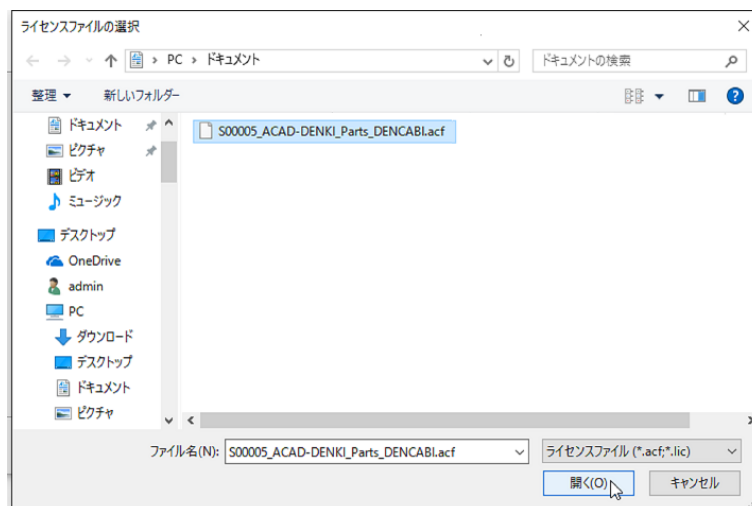 ライセンスファイルの選択
PC › ドキュメント
ドキュメントの検索
整理
新しいフォルダー
ドキュメント
ピクチャ
ビデオ
ミュージック
デスクトップ
OneDrive
admin
PC
ダウンロード
デスクトップ
ドキュメント
ピクチャ
S00005_ACAD-DENKI_Parts_DENCABI.acf
ファイル名(N):
S00005_ACAD-DENKI_Parts_DENCABI.acf
ライセンスファイル (*.acf;*.lic)
開く(O)
キャンセル